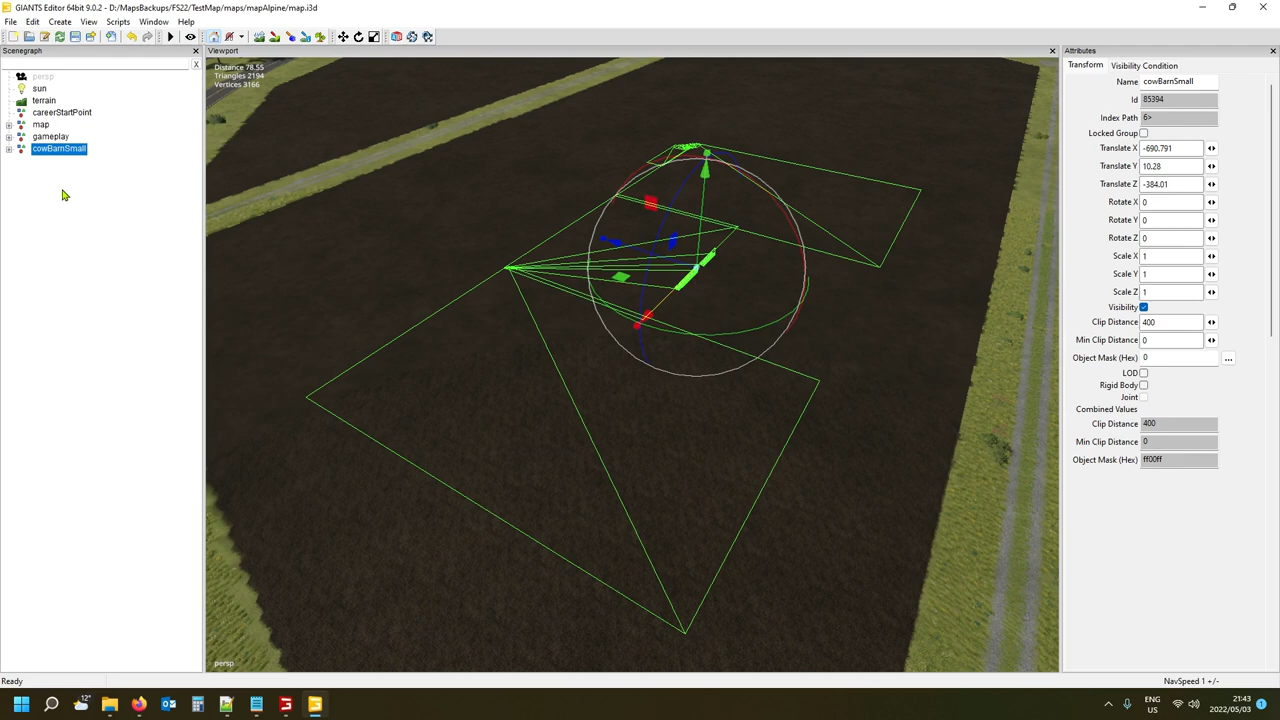 GIANTS Editor 64bit 9.0.2 - D:/MapsBackups/FS22/TestMap/maps/mapAlpine/map.i3d
File Edit Create View Scripts Window Help
Scenegraph
X
persp
sun
terrain
careerStartPoint
map
gameplay
cowBarnSmall
Viewport
Distance 78.55
Triangles 2194
Vertices 3166
persp
Attributes
Transform Visibility Condition
Name cowBarnSmall
Id 85394
Index Path 6>
Locked Group
Translate X -690.791
Translate Y 10.28
Translate Z -384.01
Rotate X 0
Rotate Y 0
Rotate Z 0
Scale X 1
Scale Y 1
Scale Z 1
Visibility
Clip Distance 400
Min Clip Distance 0
Object Mask (Hex) 0 ...
LOD
Rigid Body
Joint
Combined Values
Clip Distance 400
Min Clip Distance 0
Object Mask (Hex) ff00ff
Ready
NavSpeed 1 +/-
12°
ENG
US
21:43
2022/05/03
1